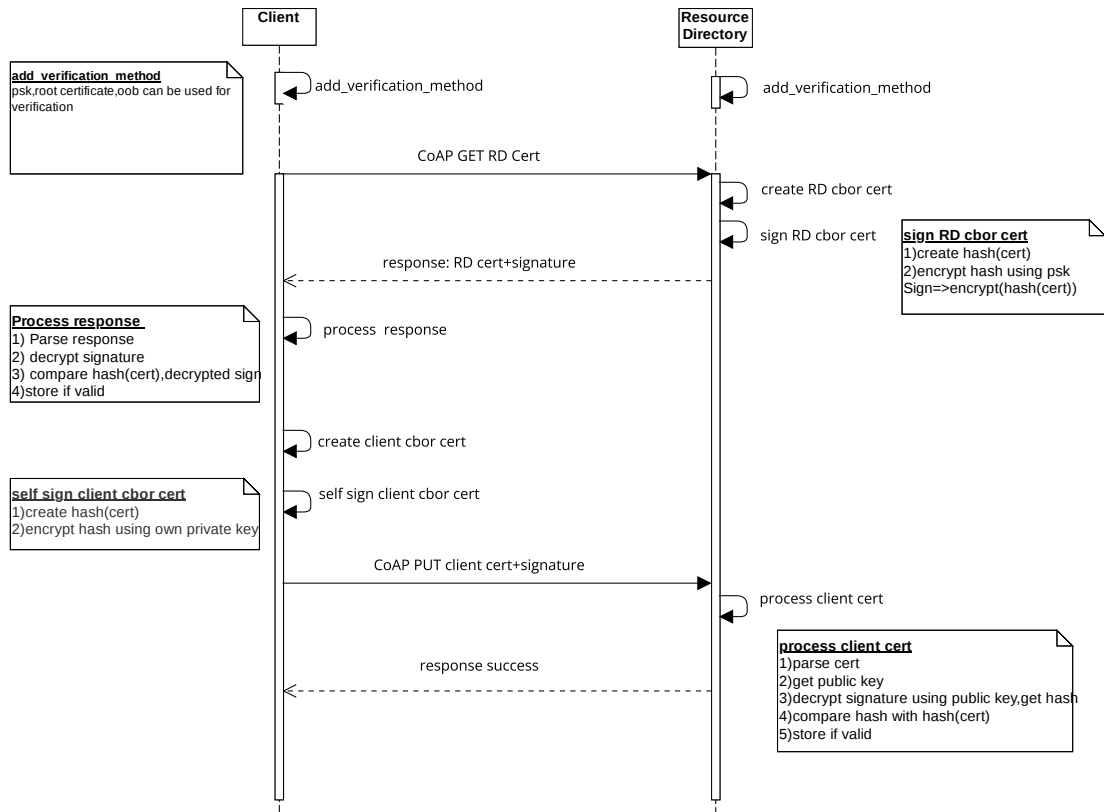 Client
Resource
Directory
add_verification_method
psk,root certificate,oob can be used for
verification
add_verification_method
add_verification_method
CoAP GET RD Cert
create RD cbor cert
sign RD cbor cert
sign RD cbor cert
1)create hash(cert)
2)encrypt hash using psk
Sign=>encrypt(hash(cert))
response: RD cert+signature
Process response
1) Parse response
2) decrypt signature
3) compare hash(cert),decrypted sign
4)store if valid
process  response
create client cbor cert
self sign client cbor cert
1)create hash(cert)
2)encrypt hash using own private key
self sign client cbor cert
CoAP PUT client cert+signature
process client cert
process client cert
1)parse cert
2)get public key
3)decrypt signature using public key,get hash
4)compare hash with hash(cert)
5)store if valid
response success